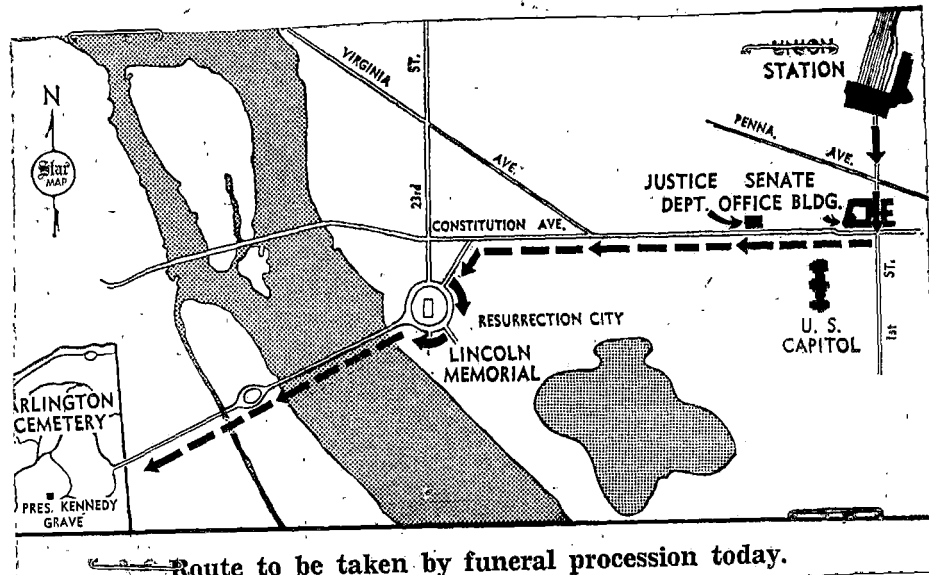 UNION
STATION
N
Star
MAP
VIRGINIA
AVE.
ST.
23rd
PENNA.
AVE.
JUSTICE
DEPT.
SENATE
OFFICE BLDG.
CONSTITUTION AVE.
ST.
1st
U. S.
CAPITOL
RESURRECTION CITY
LINCOLN
MEMORIAL
ARLINGTON
CEMETERY
PRES. KENNEDY
GRAVE
Route to be taken by funeral procession today.